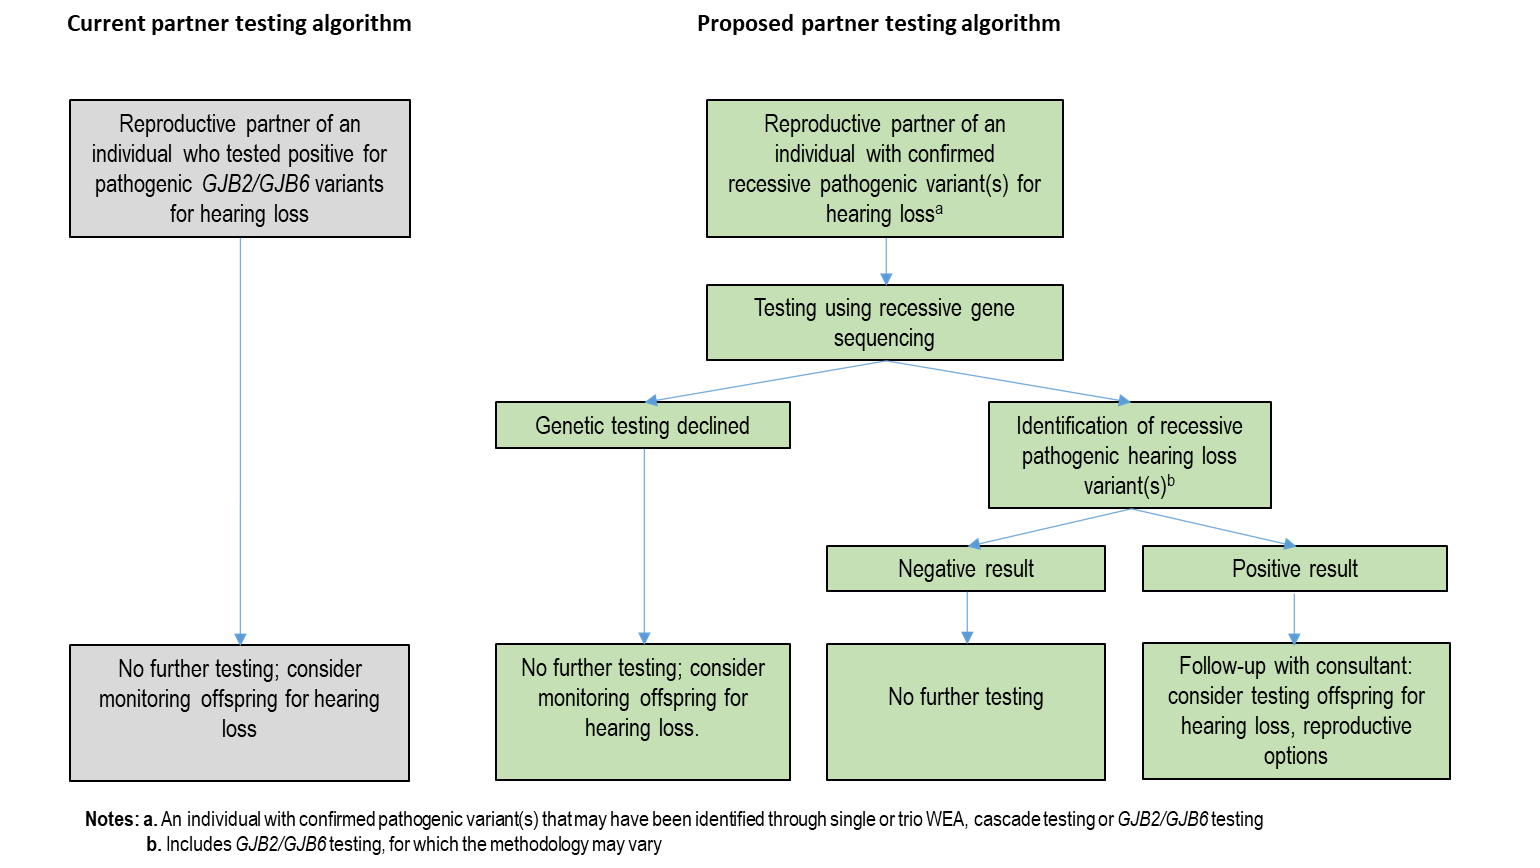 Current partner testing algorithm
Proposed partner testing algorithm
Reproductive partner of an
individual who tested positive for
pathogenic GJB2/GJB6 variants
for hearing loss
No further testing; consider
monitoring offspring for hearing
loss
Reproductive partner of an
individual with confirmed
recessive pathogenic variant(s) for
hearing lossᵃ
Testing using recessive gene
sequencing
Genetic testing declined
Identification of recessive
pathogenic hearing loss
variant(s)ᵇ
Negative result
Positive result
No further testing; consider
monitoring offspring for
hearing loss.
No further testing
Follow-up with consultant:
consider testing offspring for
hearing loss, reproductive
options
Notes: a. An individual with confirmed pathogenic variant(s) that may have been identified through single or trio WEA, cascade testing or GJB2/GJB6 testing
b. Includes GJB2/GJB6 testing, for which the methodology may vary